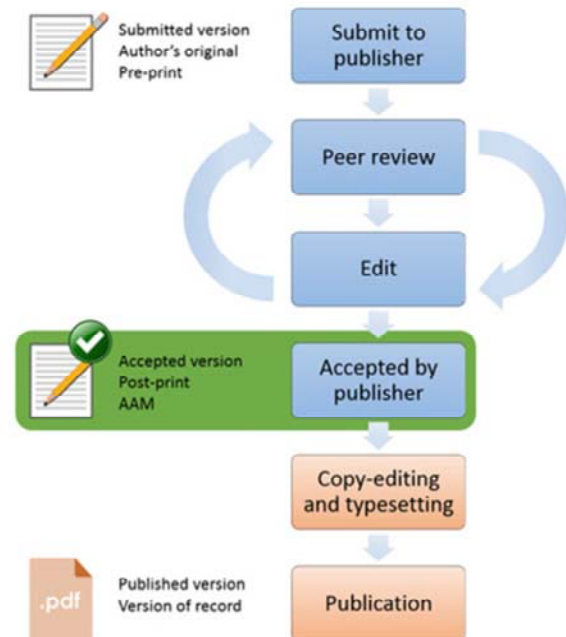 Submitted version
Author's original
Pre-print
Submit to
publisher
Peer review
Edit
Accepted version
Post-print
AAM
Accepted by
publisher
Copy-editing
and typesetting
.pdf
Published version
Version of record
Publication